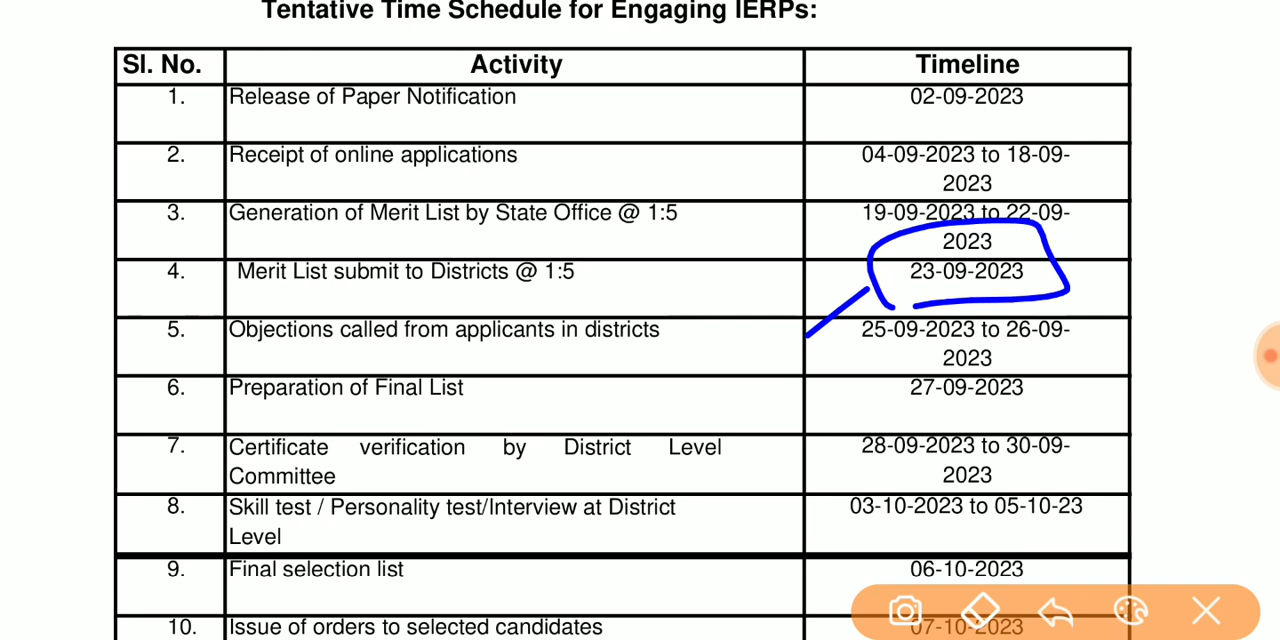 Tentative Time Schedule for Engaging IERPs:
Sl. No. Activity Timeline
1. Release of Paper Notification 02-09-2023
2. Receipt of online applications 04-09-2023 to 18-09-
2023
3. Generation of Merit List by State Office @ 1:5 19-09-2023 to 22-09-
2023
4. Merit List submit to Districts @ 1:5 23-09-2023
5. Objections called from applicants in districts 25-09-2023 to 26-09-
2023
6. Preparation of Final List 27-09-2023
7. Certificate verification by District Level 28-09-2023 to 30-09-
Committee 2023
8. Skill test / Personality test/Interview at District 03-10-2023 to 05-10-23
Level
9. Final selection list 06-10-2023
10. Issue of orders to selected candidates 07-10-2023